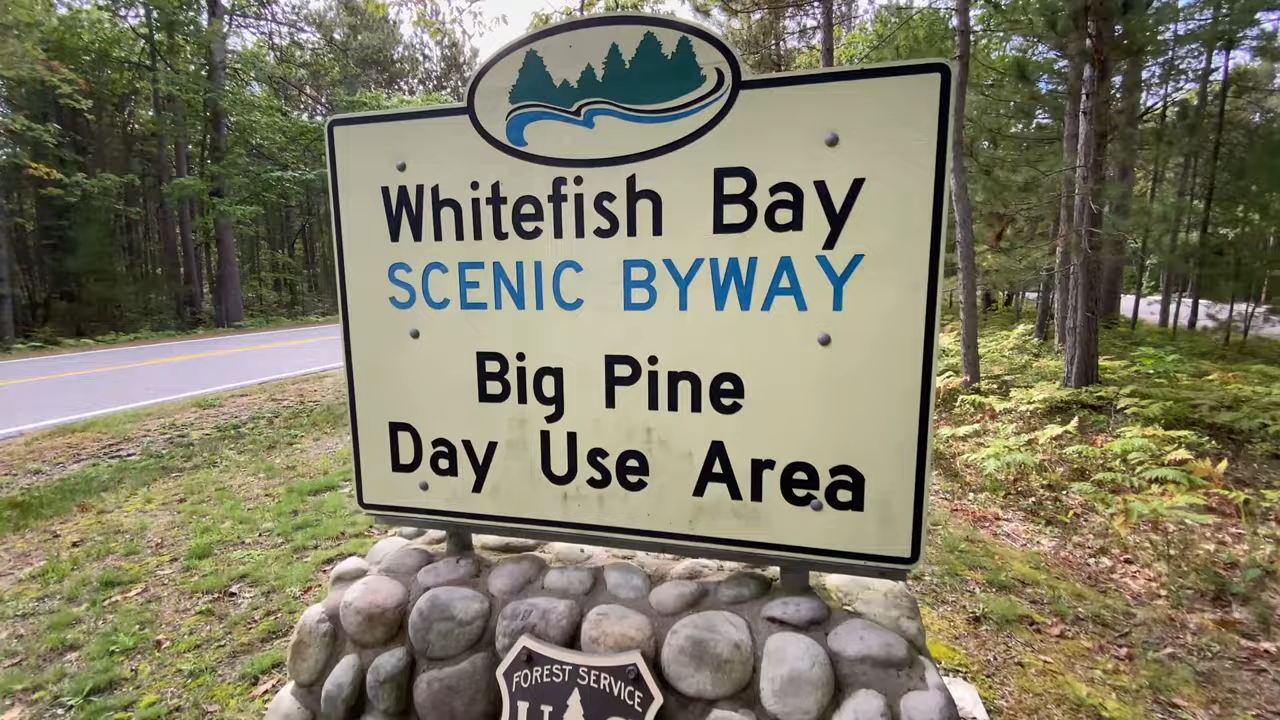 Whitefish Bay
SCENIC BYWAY
Big Pine
Day Use Area
FOREST SERVICE
U S